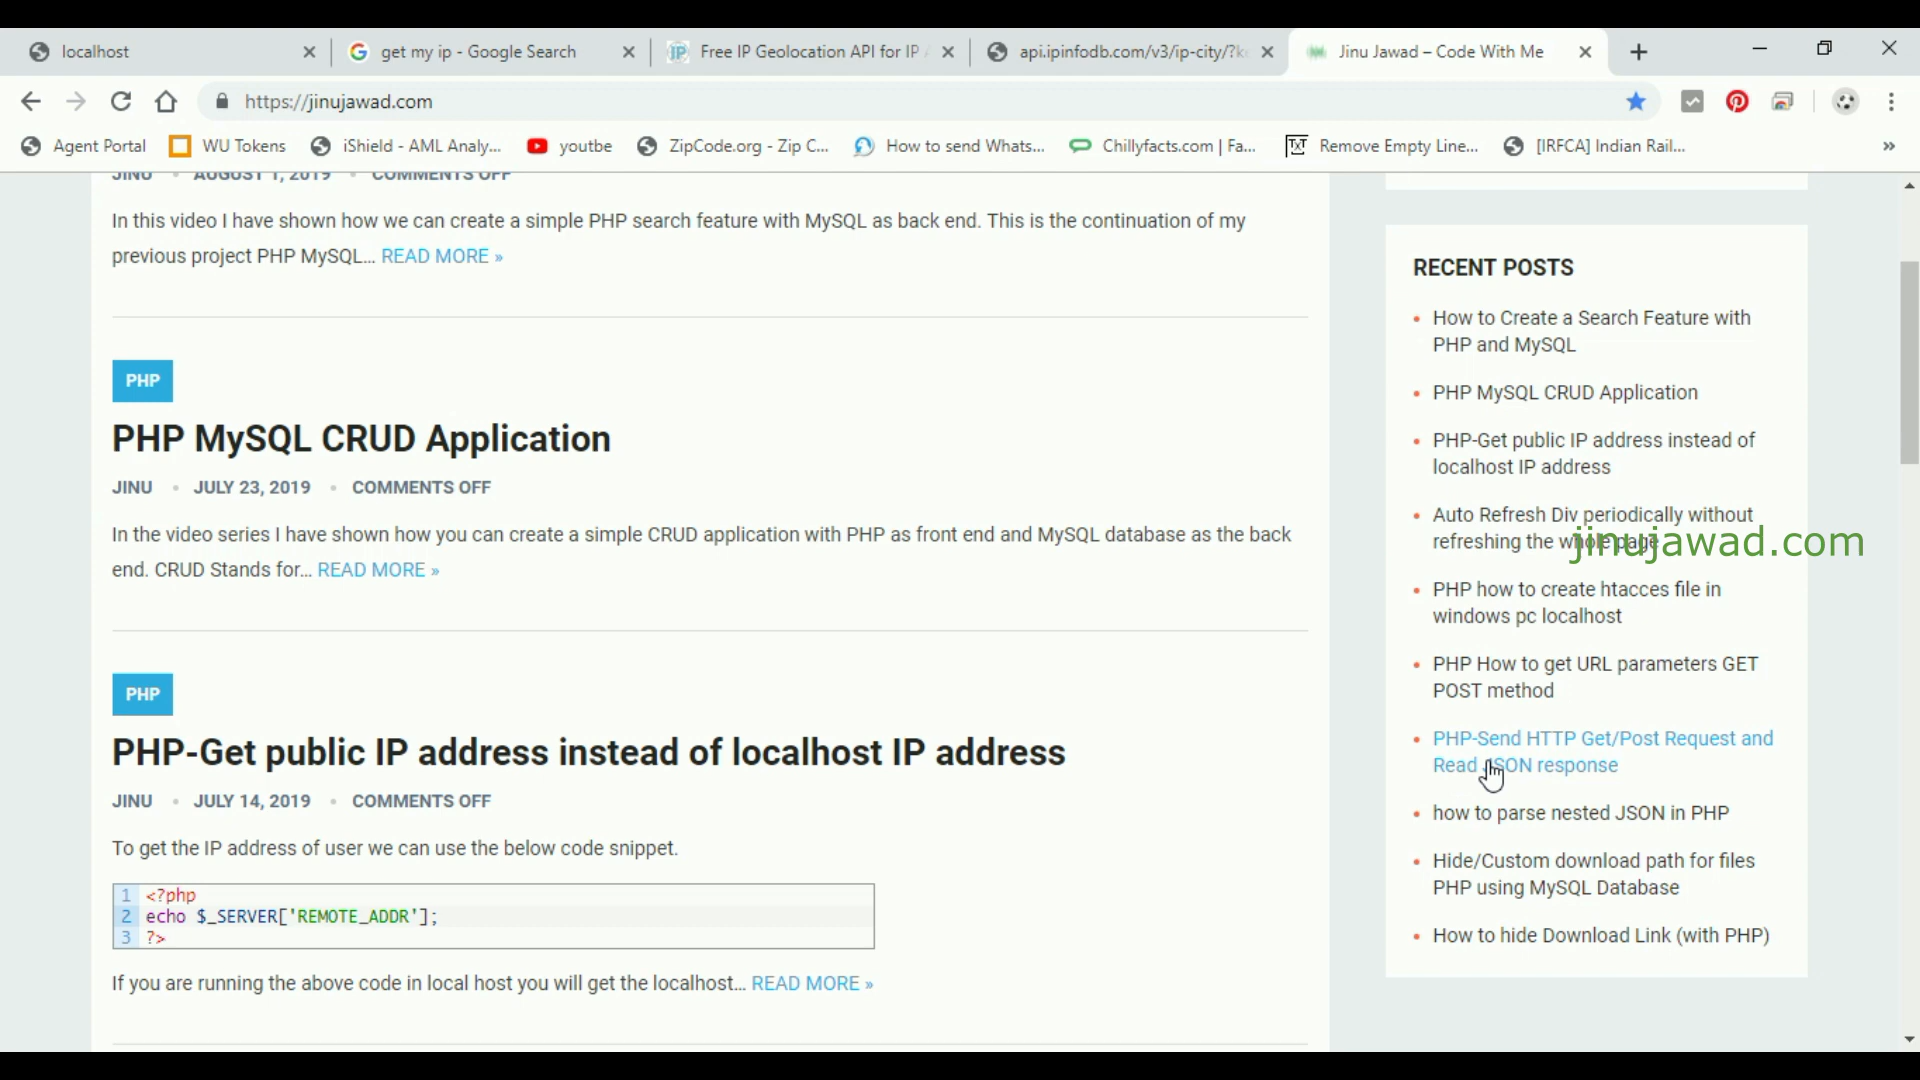 localhost
get my ip - Google Search
Free IP Geolocation API for IP
api.ipinfodb.com/v3/ip-city/?k
Jinu Jawad – Code With Me
https://jinujawad.com
Agent Portal
WU Tokens
iShield - AML Analy...
youtbe
ZipCode.org - Zip C...
How to send Whats...
Chillyfacts.com | Fa...
TXT
Remove Empty Line...
[IRFCA] Indian Rail...
»
JINU • AUGUST 1, 2019 • COMMENTS OFF
In this video I have shown how we can create a simple PHP search feature with MySQL as back end. This is the continuation of my
previous project PHP MySQL... READ MORE »
PHP
PHP MySQL CRUD Application
JINU • JULY 23, 2019 • COMMENTS OFF
In the video series I have shown how you can create a simple CRUD application with PHP as front end and MySQL database as the back
end. CRUD Stands for... READ MORE »
PHP
PHP-Get public IP address instead of localhost IP address
JINU • JULY 14, 2019 • COMMENTS OFF
To get the IP address of user we can use the below code snippet.
1 <?php
2 echo $_SERVER['REMOTE_ADDR'];
3 ?>
If you are running the above code in local host you will get the localhost... READ MORE »
RECENT POSTS
• How to Create a Search Feature with
PHP and MySQL
• PHP MySQL CRUD Application
• PHP-Get public IP address instead of
localhost IP address
• Auto Refresh Div periodically without
refreshing the whole page
jinujawad.com
• PHP how to create htacces file in
windows pc localhost
• PHP How to get URL parameters GET
POST method
• PHP-Send HTTP Get/Post Request and
Read JSON response
• how to parse nested JSON in PHP
• Hide/Custom download path for files
PHP using MySQL Database
• How to hide Download Link (with PHP)